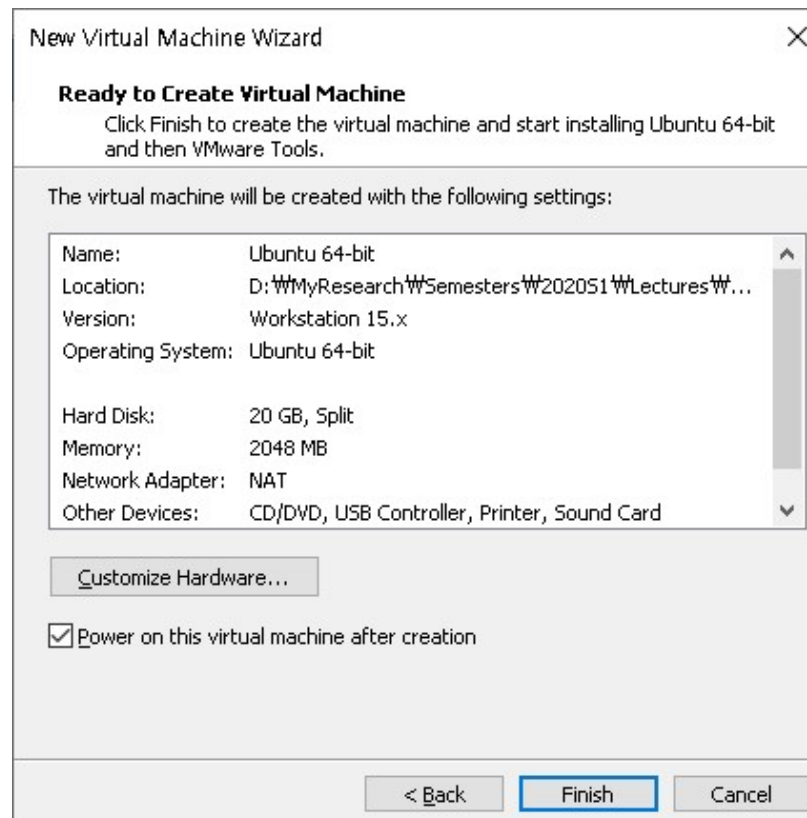 New Virtual Machine Wizard
Ready to Create Virtual Machine
Click Finish to create the virtual machine and start installing Ubuntu 64-bit
and then VMware Tools.
The virtual machine will be created with the following settings:
Name: Ubuntu 64-bit
Location: D:₩MyResearch₩Semesters₩2020S1₩Lectures₩...
Version: Workstation 15.x
Operating System: Ubuntu 64-bit
Hard Disk: 20 GB, Split
Memory: 2048 MB
Network Adapter: NAT
Other Devices: CD/DVD, USB Controller, Printer, Sound Card
Customize Hardware...
Power on this virtual machine after creation
< Back Finish Cancel